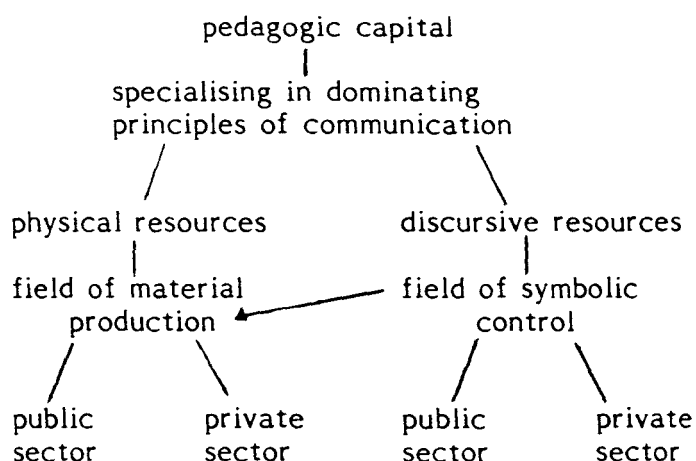 pedagogic capital
specialising in dominating
principles of communication
physical resources
discursive resources
field of material
production
field of symbolic
control
public
sector
private
sector
public
sector
private
sector